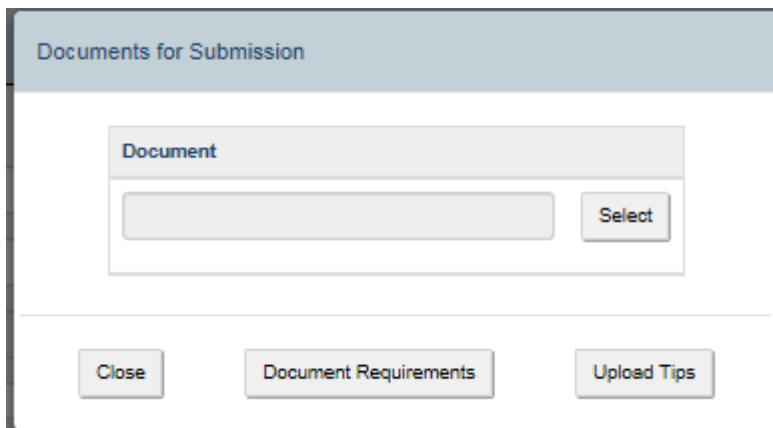 Documents for Submission
Document
Select
Close
Document Requirements
Upload Tips